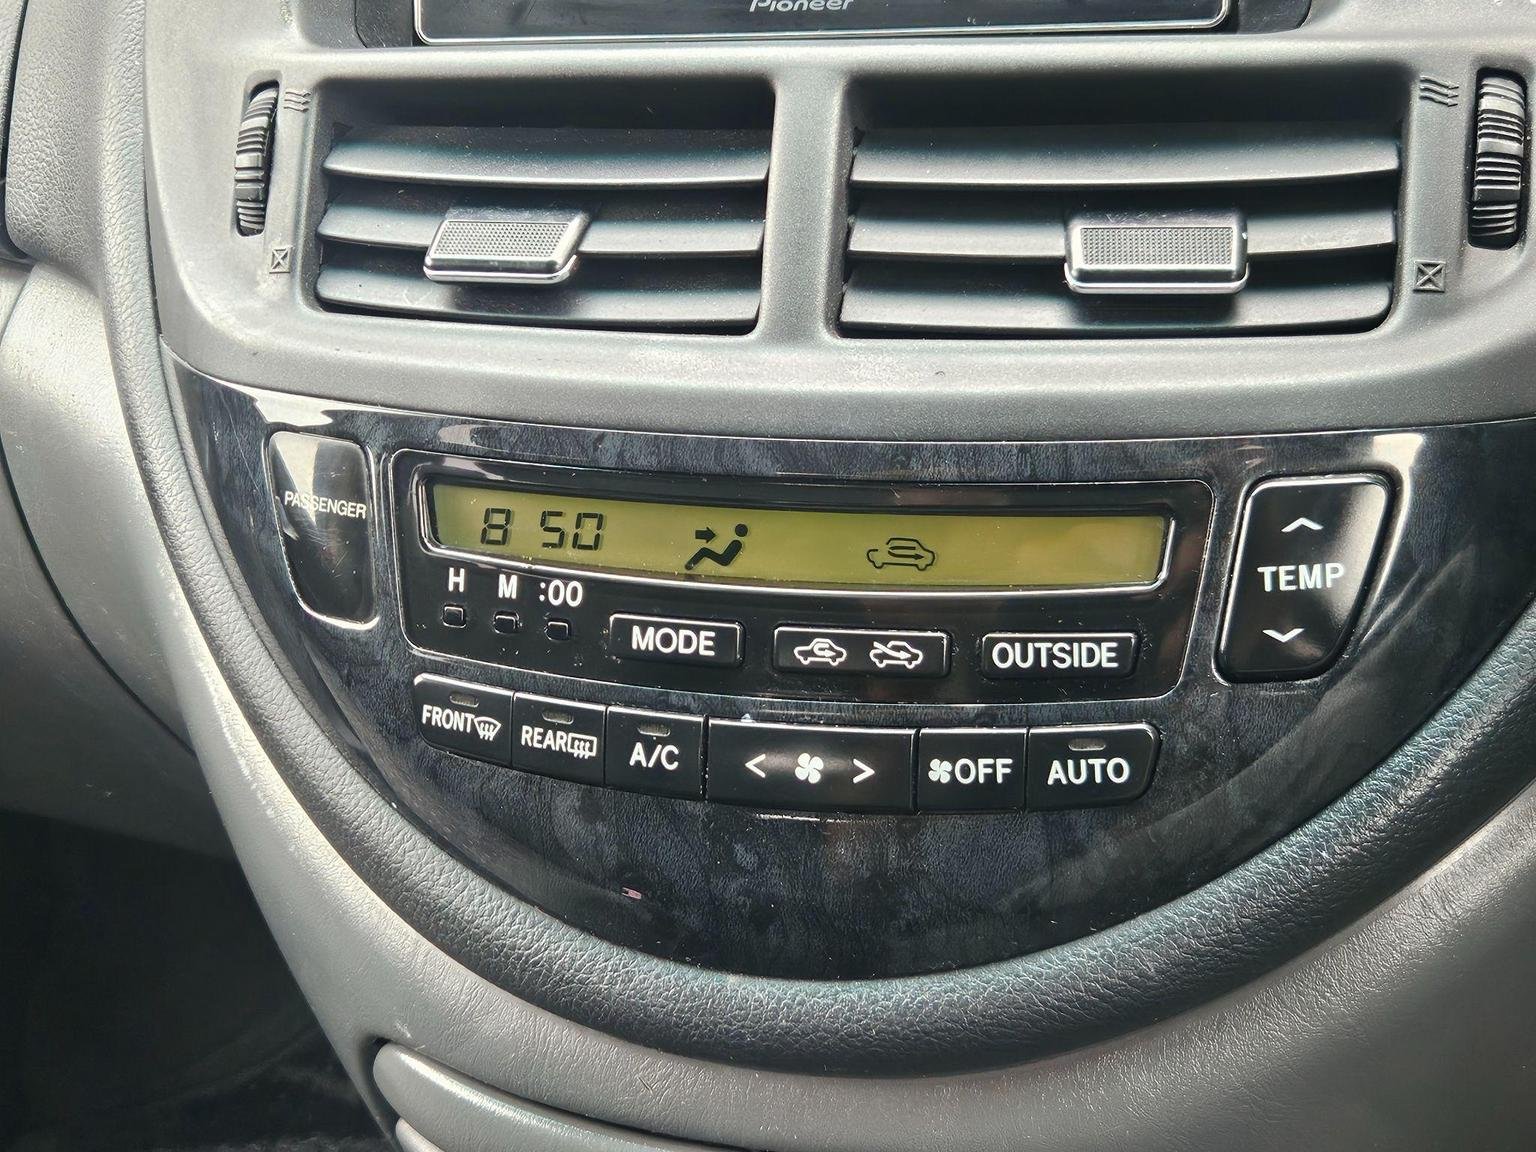 Pioneer
PASSENGER
8 50
H M :00
MODE
OUTSIDE
TEMP
FRONT
REAR
A/C
< >
OFF
AUTO